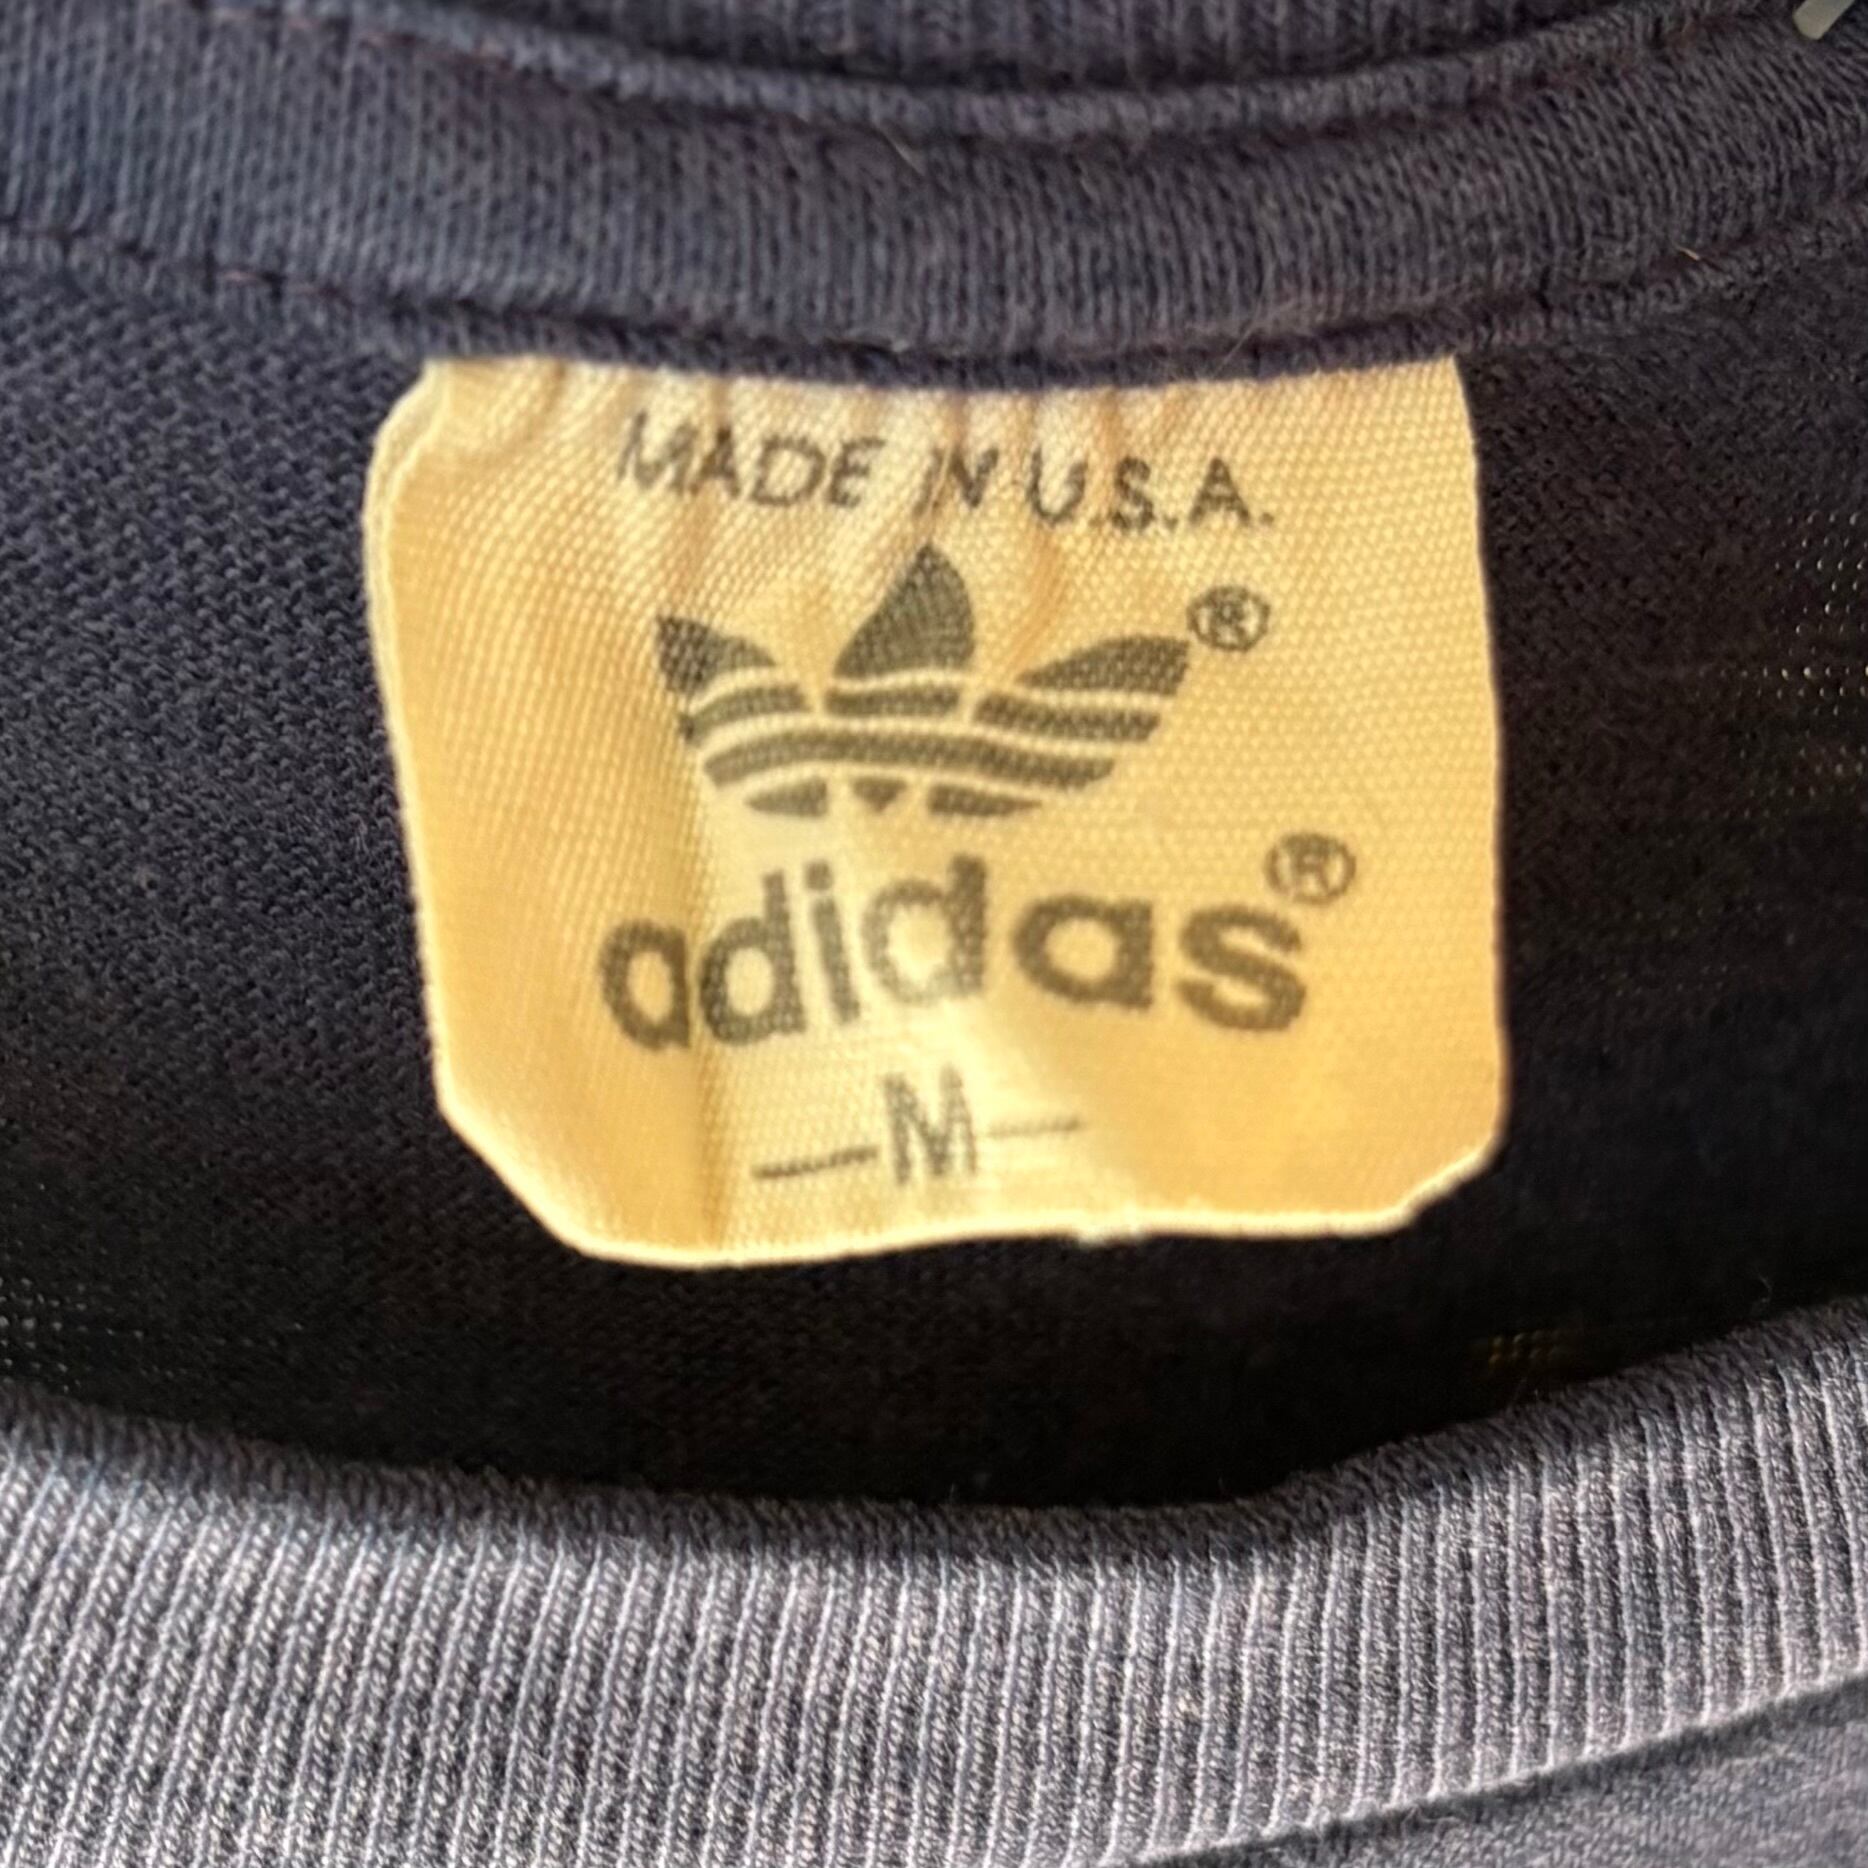 MADE IN U.S.A.
®
adidas®
—M—